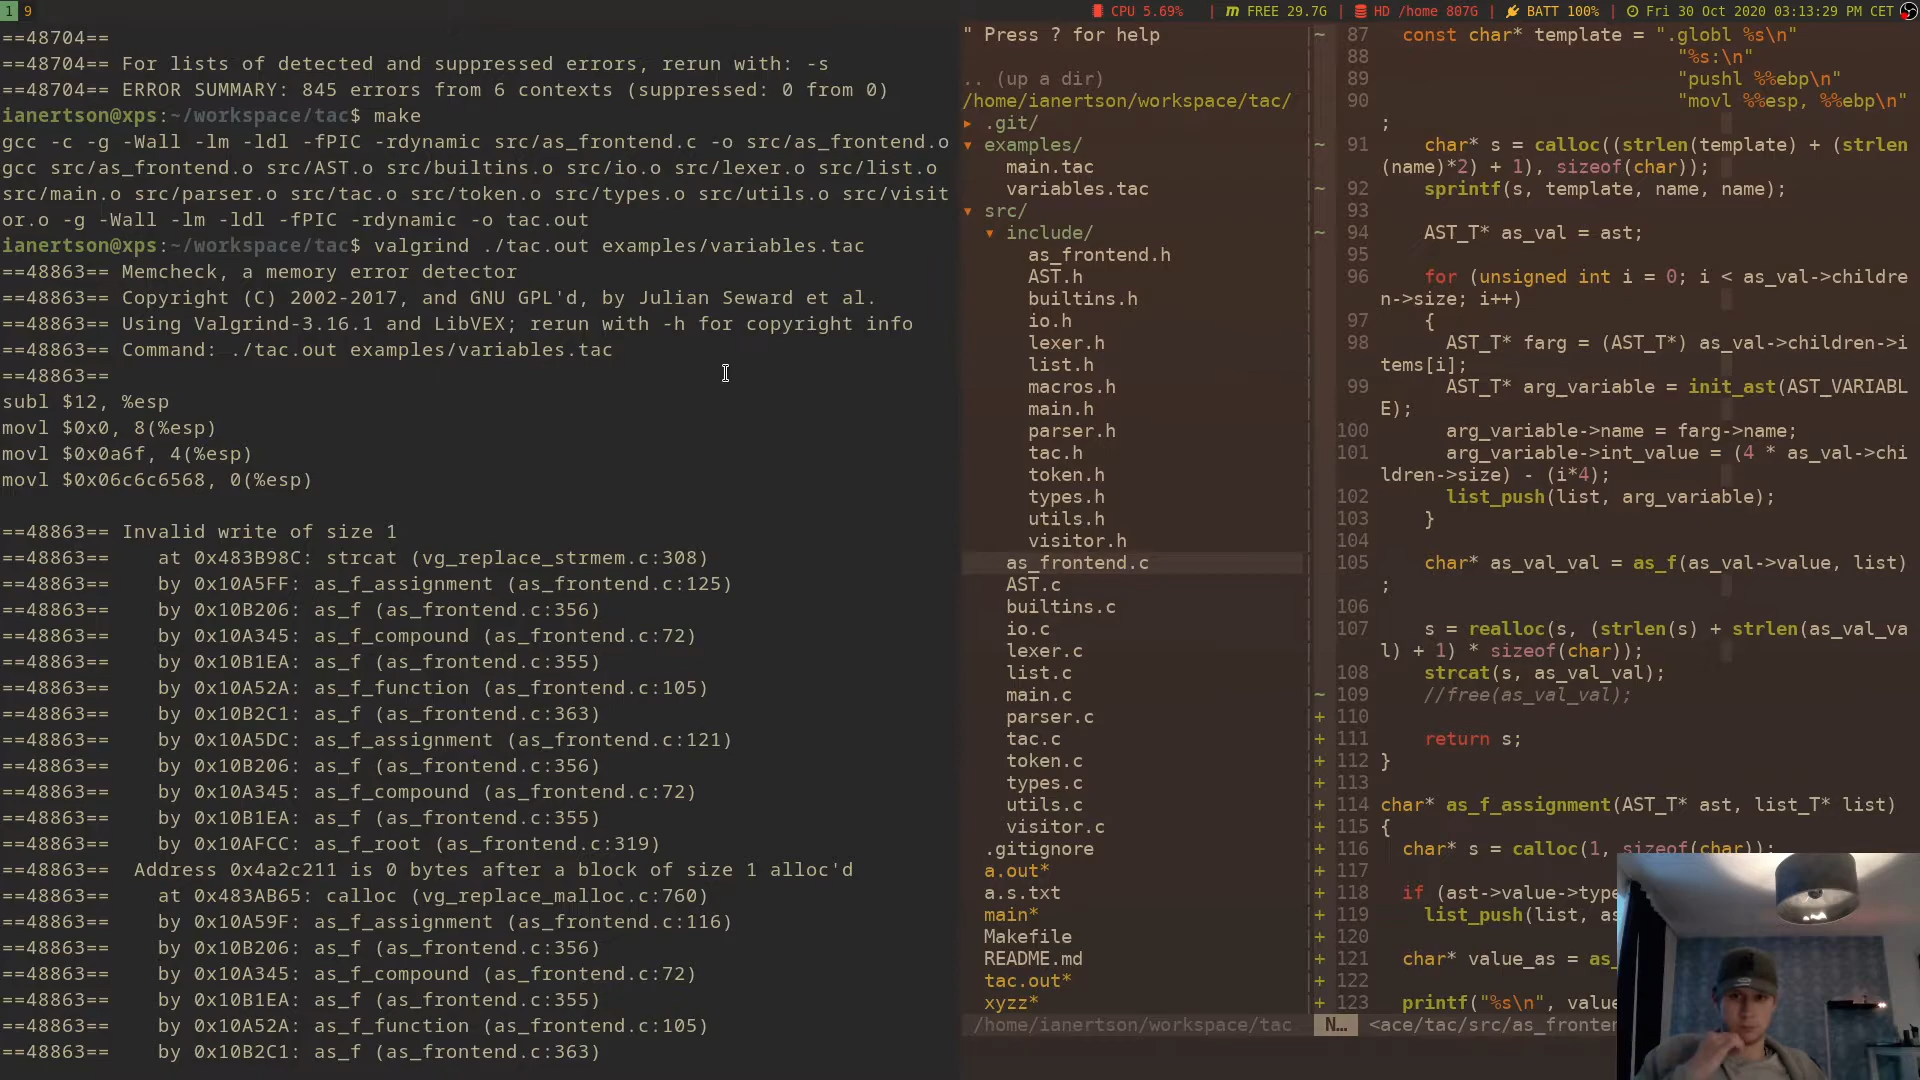 1 9
CPU 5.69% | m FREE 29.7G | HD /home 807G | BATT 100% | Fri 30 Oct 2020 03:13:29 PM CET
==48704==
==48704== For lists of detected and suppressed errors, rerun with: -s
==48704== ERROR SUMMARY: 845 errors from 6 contexts (suppressed: 0 from 0)
ianertson@xps:~/workspace/tac$ make
gcc -c -g -Wall -lm -ldl -fPIC -rdynamic src/as_frontend.c -o src/as_frontend.o
gcc src/as_frontend.o src/AST.o src/builtins.o src/io.o src/lexer.o src/list.o
src/main.o src/parser.o src/tac.o src/token.o src/types.o src/utils.o src/visit
or.o -g -Wall -lm -ldl -fPIC -rdynamic -o tac.out
ianertson@xps:~/workspace/tac$ valgrind ./tac.out examples/variables.tac
==48863== Memcheck, a memory error detector
==48863== Copyright (C) 2002-2017, and GNU GPL'd, by Julian Seward et al.
==48863== Using Valgrind-3.16.1 and LibVEX; rerun with -h for copyright info
==48863== Command: ./tac.out examples/variables.tac
==48863==
subl $12, %esp
movl $0x0, 8(%esp)
movl $0x0a6f, 4(%esp)
movl $0x06c6c6568, 0(%esp)
==48863== Invalid write of size 1
==48863==    at 0x483B98C: strcat (vg_replace_strmem.c:308)
==48863==    by 0x10A5FF: as_f_assignment (as_frontend.c:125)
==48863==    by 0x10B206: as_f (as_frontend.c:356)
==48863==    by 0x10A345: as_f_compound (as_frontend.c:72)
==48863==    by 0x10B1EA: as_f (as_frontend.c:355)
==48863==    by 0x10A52A: as_f_function (as_frontend.c:105)
==48863==    by 0x10B2C1: as_f (as_frontend.c:363)
==48863==    by 0x10A5DC: as_f_assignment (as_frontend.c:121)
==48863==    by 0x10B206: as_f (as_frontend.c:356)
==48863==    by 0x10A345: as_f_compound (as_frontend.c:72)
==48863==    by 0x10B1EA: as_f (as_frontend.c:355)
==48863==    by 0x10AFCC: as_f_root (as_frontend.c:319)
==48863==  Address 0x4a2c211 is 0 bytes after a block of size 1 alloc'd
==48863==    at 0x483AB65: calloc (vg_replace_malloc.c:760)
==48863==    by 0x10A59F: as_f_assignment (as_frontend.c:116)
==48863==    by 0x10B206: as_f (as_frontend.c:356)
==48863==    by 0x10A345: as_f_compound (as_frontend.c:72)
==48863==    by 0x10B1EA: as_f (as_frontend.c:355)
==48863==    by 0x10A52A: as_f_function (as_frontend.c:105)
==48863==    by 0x10B2C1: as_f (as_frontend.c:363)
" Press ? for help
.. (up a dir)
/home/ianertson/workspace/tac/
▸ .git/
▾ examples/
main.tac
variables.tac
▾ src/
▾ include/
as_frontend.h
AST.h
builtins.h
io.h
lexer.h
list.h
macros.h
main.h
parser.h
tac.h
token.h
types.h
utils.h
visitor.h
as_frontend.c
AST.c
builtins.c
io.c
lexer.c
list.c
main.c
parser.c
tac.c
token.c
types.c
utils.c
visitor.c
.gitignore
a.out*
a.s.txt
main*
Makefile
README.md
tac.out*
xyzz*
/home/ianertson/workspace/tac
~ 87 const char* template = ".globl %s\n"
88 "%s:\n"
89 "pushl %%ebp\n"
90 "movl %%esp, %%ebp\n"
;
~ 91 char* s = calloc((strlen(template) + (strlen
(name)*2) + 1), sizeof(char));
~ 92 sprintf(s, template, name, name);
93
~ 94 AST_T* as_val = ast;
95
96 for (unsigned int i = 0; i < as_val->childre
n->size; i++)
97 {
98 AST_T* farg = (AST_T*) as_val->children->i
tems[i];
99 AST_T* arg_variable = init_ast(AST_VARIABL
E);
100 arg_variable->name = farg->name;
101 arg_variable->int_value = (4 * as_val->chi
ldren->size) - (i*4);
102 list_push(list, arg_variable);
103 }
104
105 char* as_val_val = as_f(as_val->value, list)
;
106
107 s = realloc(s, (strlen(s) + strlen(as_val_va
l) + 1) * sizeof(char));
108 strcat(s, as_val_val);
~ 109 //free(as_val_val);
+ 110
+ 111 return s;
+ 112 }
+ 113
+ 114 char* as_f_assignment(AST_T* ast, list_T* list)
+ 115 {
+ 116 char* s = calloc(1, sizeof(char));
+ 117
+ 118 if (ast->value->type
+ 119 list_push(list, as
+ 120
+ 121 char* value_as = as_
+ 122
+ 123 printf("%s\n", value
N… <ace/tac/src/as_fronten